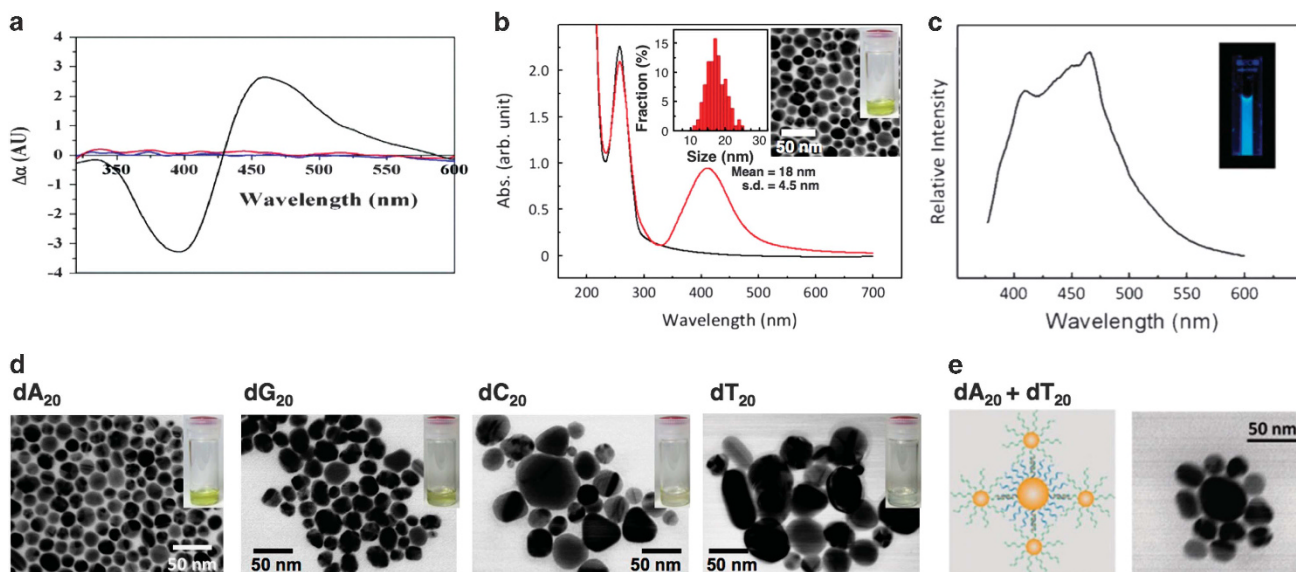 a
4
3
2
1
0
-1
-2
-3
-4
Δα (AU)
350 400 450 500 550 600
Wavelength (nm)
b
2.0
1.5
1.0
0.5
0
Abs. (arb. unit)
200 300 400 500 600 700
Wavelength (nm)
15
10
5
0
Fraction (%)
10 20 30
Size (nm)
Mean = 18 nm
s.d. = 4.5 nm
50 nm
c
Relative Intensity
400 450 500 550 600
Wavelength (nm)
d
dA20
50 nm
dG20
50 nm
dC20
50 nm
dT20
50 nm
e
dA20 + dT20
50 nm